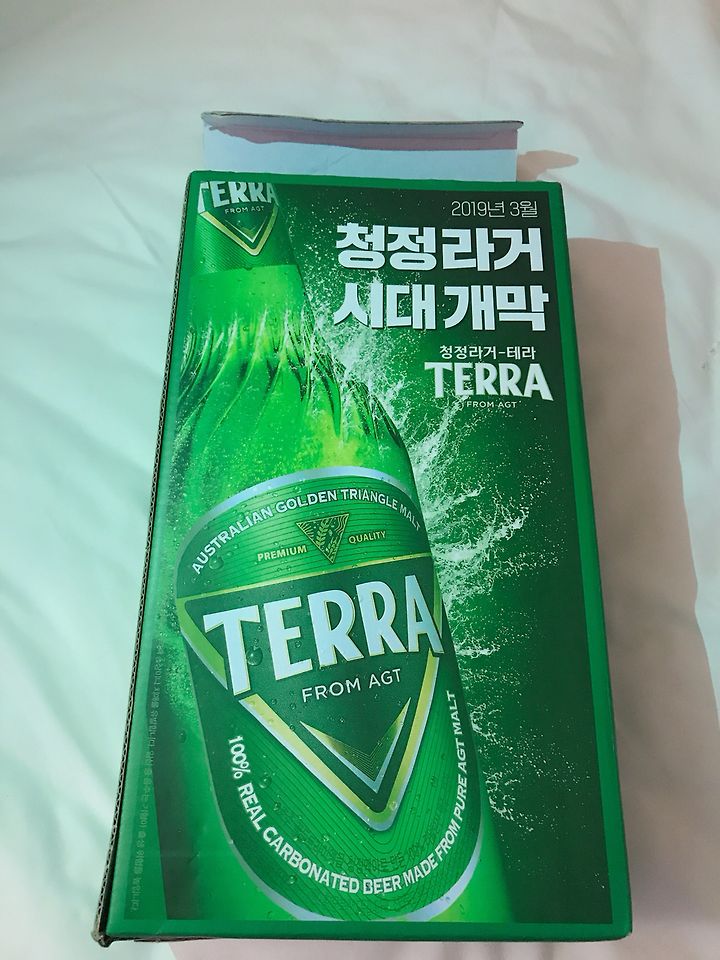 TERRA
FROM AGT
2019년 3월
청정라거
시대 개막
청정라거-테라
TERRA
FROM AGT
AUSTRALIAN GOLDEN TRIANGLE MALT
PREMIUM QUALITY
TERRA
FROM AGT
100% REAL CARBONATED BEER MADE FROM PURE AGT MALT